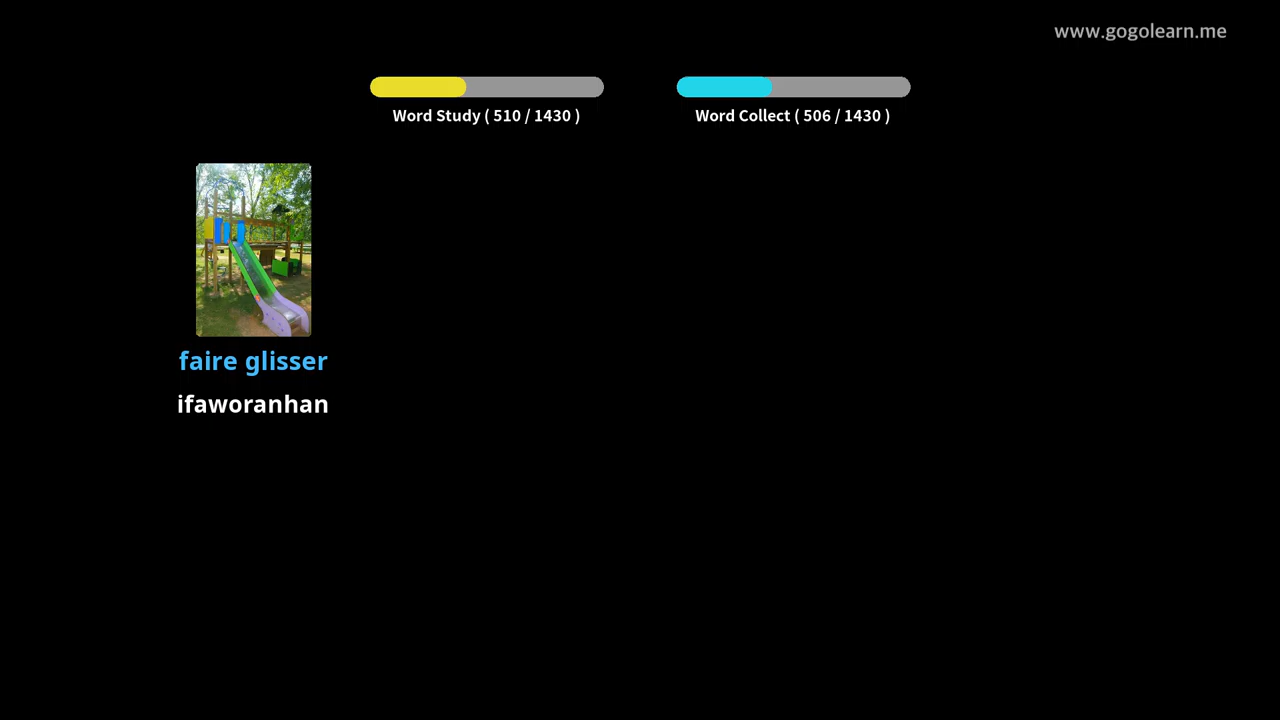 www.gogolearn.me
Word Study ( 510 / 1430 )
Word Collect ( 506 / 1430 )
faire glisser
ifaworanhan